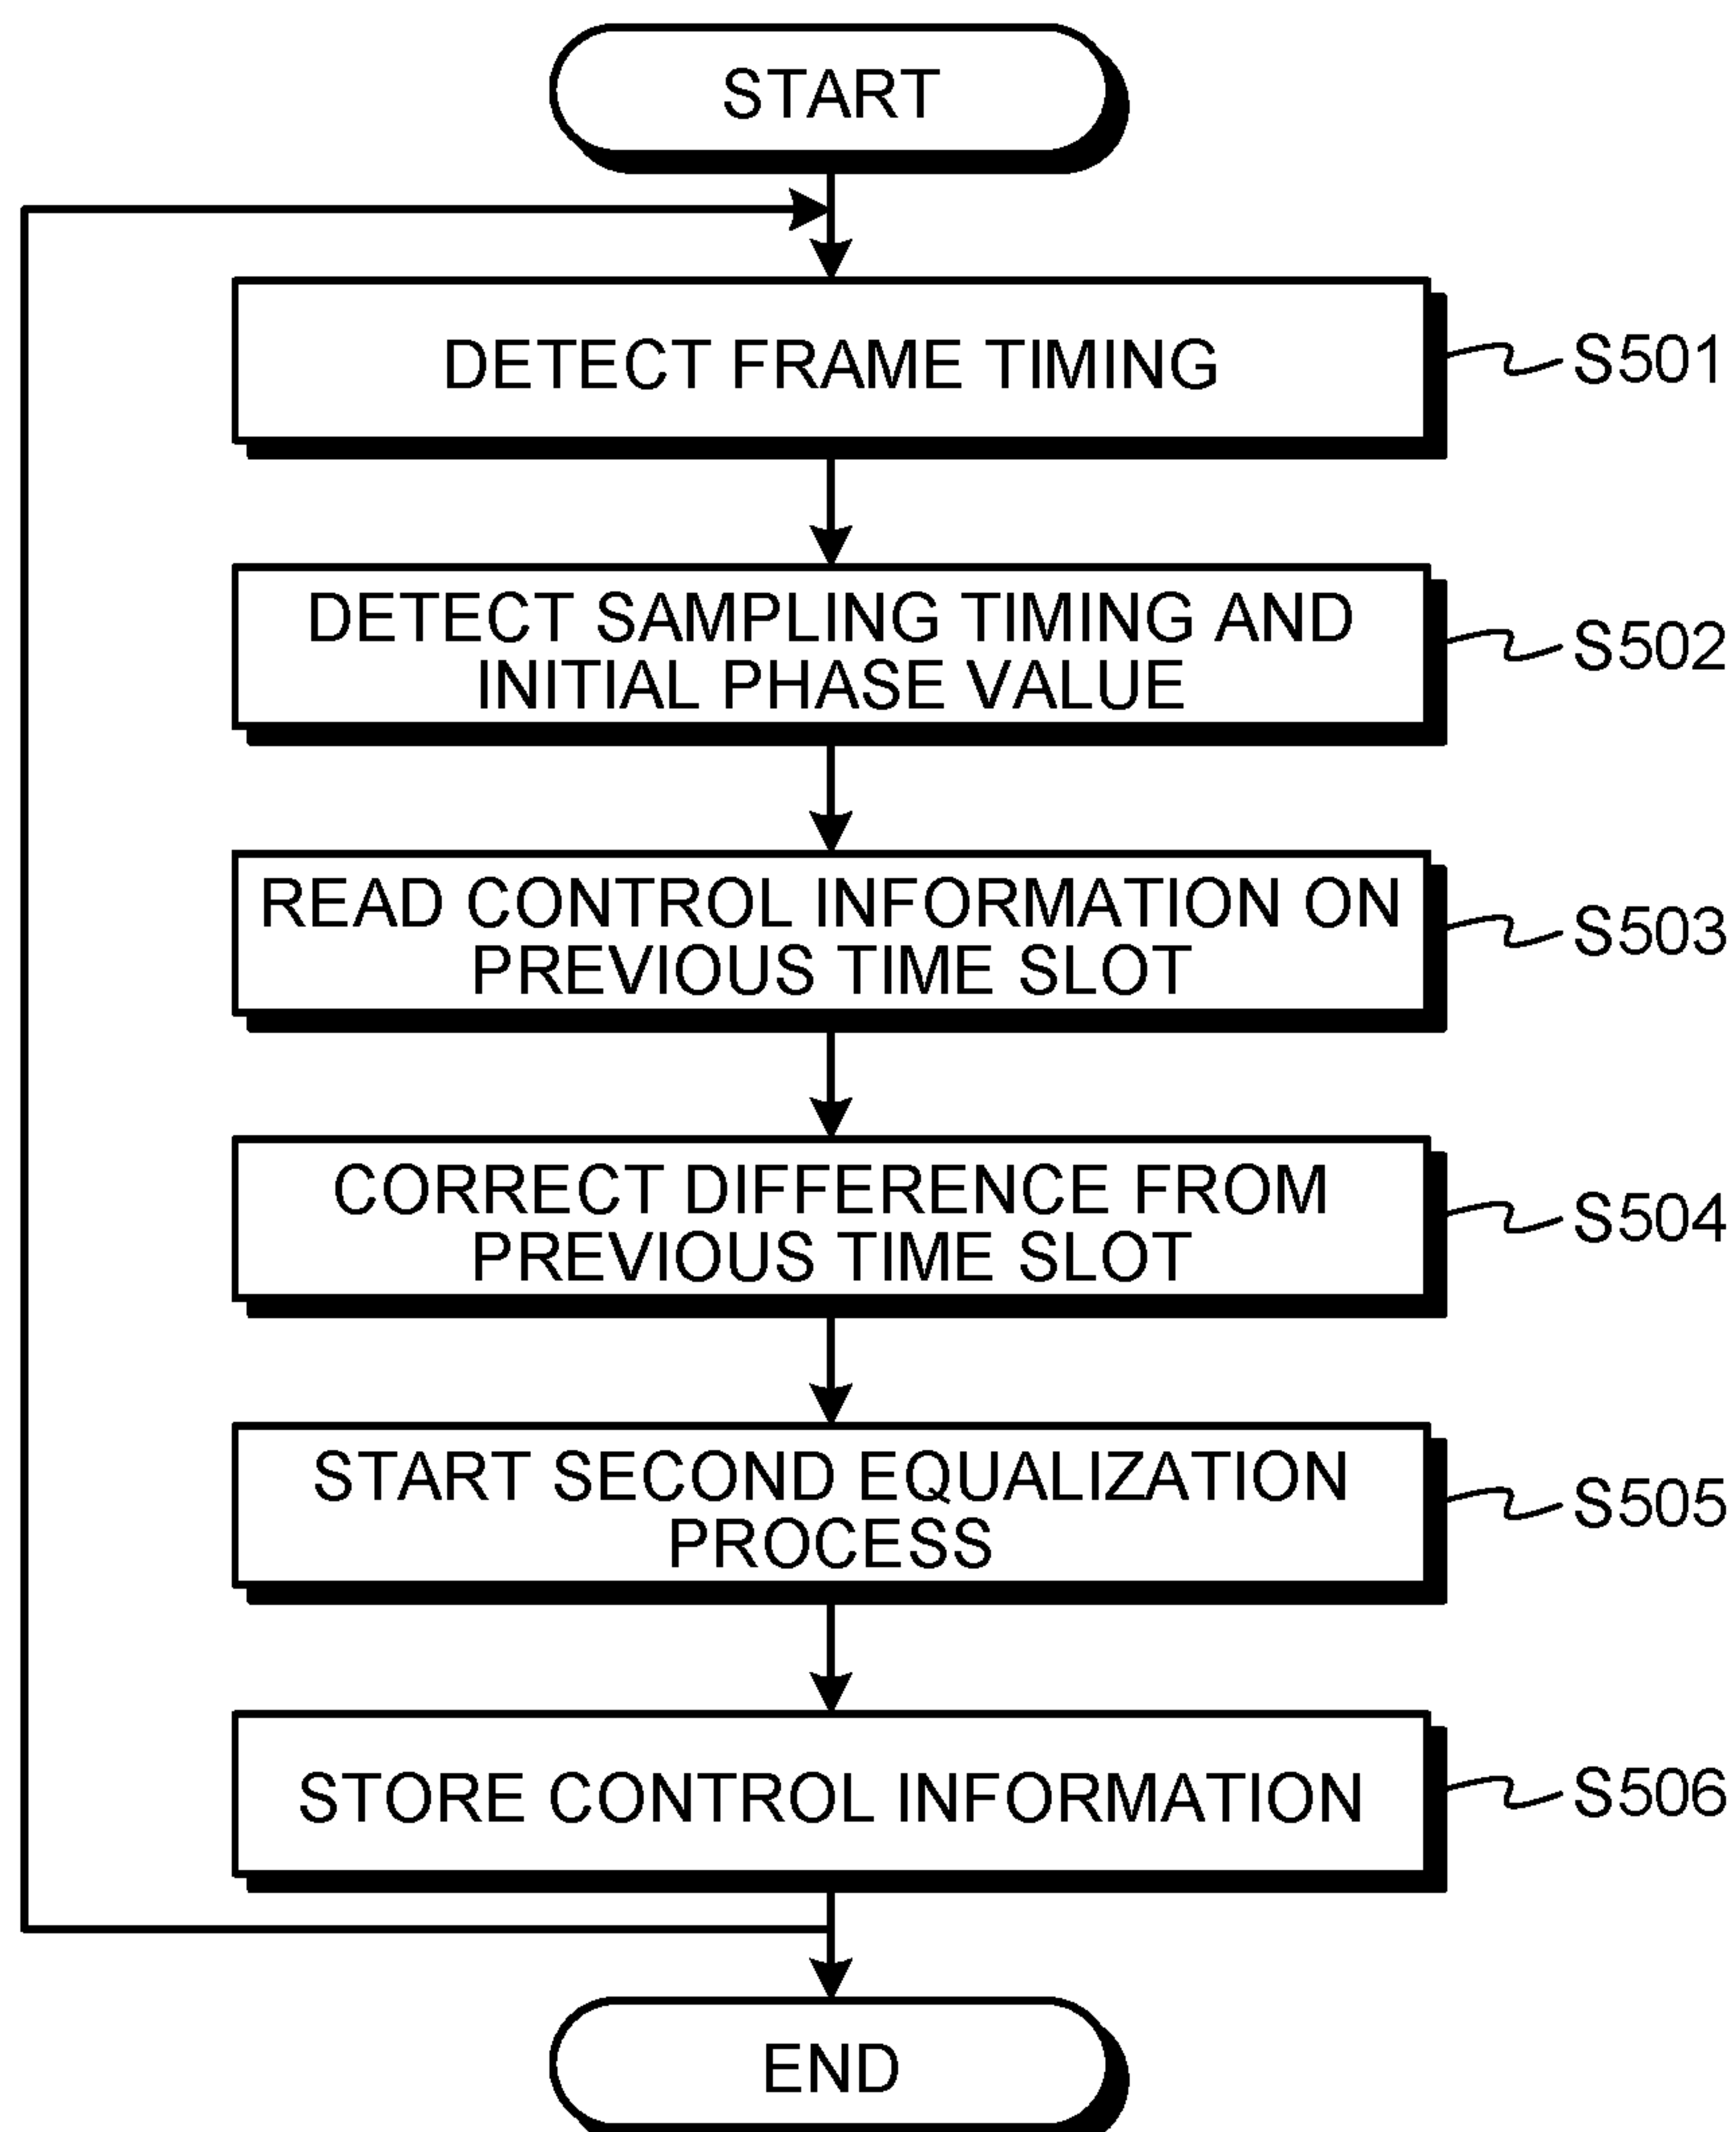 START
DETECT FRAME TIMING
S501
DETECT SAMPLING TIMING AND
INITIAL PHASE VALUE
S502
READ CONTROL INFORMATION ON
PREVIOUS TIME SLOT
S503
CORRECT DIFFERENCE FROM
PREVIOUS TIME SLOT
S504
START SECOND EQUALIZATION
PROCESS
S505
STORE CONTROL INFORMATION
S506
END